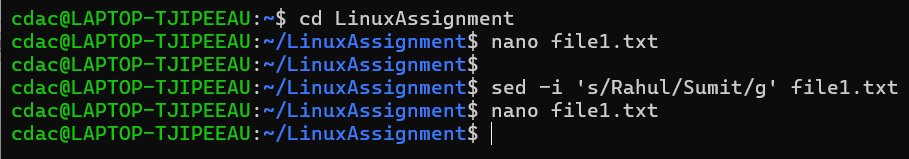 cdac@LAPTOP-TJIPEEAU:~$ cd LinuxAssignment
cdac@LAPTOP-TJIPEEAU:~/LinuxAssignment$ nano file1.txt
cdac@LAPTOP-TJIPEEAU:~/LinuxAssignment$
cdac@LAPTOP-TJIPEEAU:~/LinuxAssignment$ sed -i 's/Rahul/Sumit/g' file1.txt
cdac@LAPTOP-TJIPEEAU:~/LinuxAssignment$ nano file1.txt
cdac@LAPTOP-TJIPEEAU:~/LinuxAssignment$